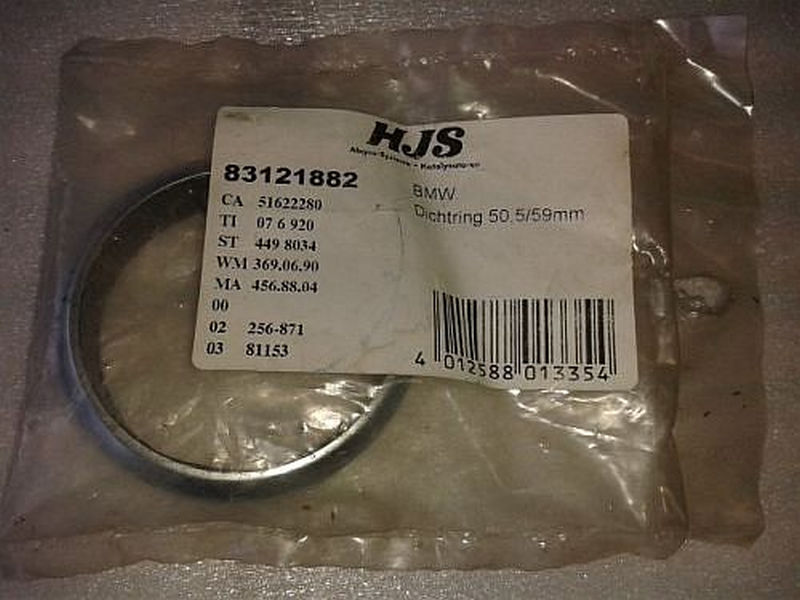 HJS
83121882
BMW
Dichtring 50,5/59mm
CA 51622280
TI 07 6 920
ST 449 8034
WM 369.06.90
MA 456.88.04
00
02 256-871
03 81153
4 012588 013354